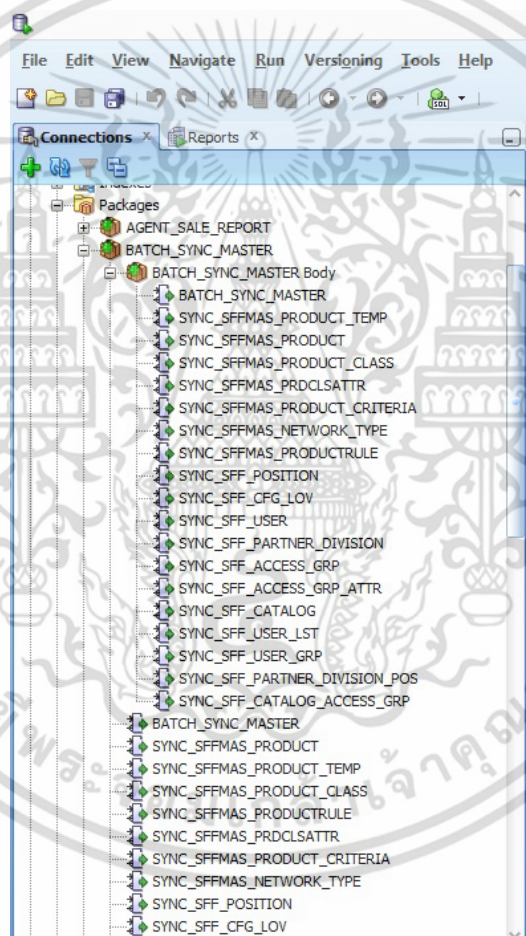 File Edit View Navigate Run Versioning Tools Help
SQL
Connections Reports
Indexes
Packages
AGENT_SALE_REPORT
BATCH_SYNC_MASTER
BATCH_SYNC_MASTER Body
BATCH_SYNC_MASTER
SYNC_SFFMAS_PRODUCT_TEMP
SYNC_SFFMAS_PRODUCT
SYNC_SFFMAS_PRODUCT_CLASS
SYNC_SFFMAS_PRDCLSATTR
SYNC_SFFMAS_PRODUCT_CRITERIA
SYNC_SFFMAS_NETWORK_TYPE
SYNC_SFFMAS_PRODUCTRULE
SYNC_SFF_POSITION
SYNC_SFF_CFG_LOV
SYNC_SFF_USER
SYNC_SFF_PARTNER_DIVISION
SYNC_SFF_ACCESS_GRP
SYNC_SFF_ACCESS_GRP_ATTR
SYNC_SFF_CATALOG
SYNC_SFF_USER_LST
SYNC_SFF_USER_GRP
SYNC_SFF_PARTNER_DIVISION_POS
SYNC_SFF_CATALOG_ACCESS_GRP
BATCH_SYNC_MASTER
SYNC_SFFMAS_PRODUCT
SYNC_SFFMAS_PRODUCT_TEMP
SYNC_SFFMAS_PRODUCT_CLASS
SYNC_SFFMAS_PRODUCTRULE
SYNC_SFFMAS_PRDCLSATTR
SYNC_SFFMAS_PRODUCT_CRITERIA
SYNC_SFFMAS_NETWORK_TYPE
SYNC_SFF_POSITION
SYNC_SFF_CFG_LOV